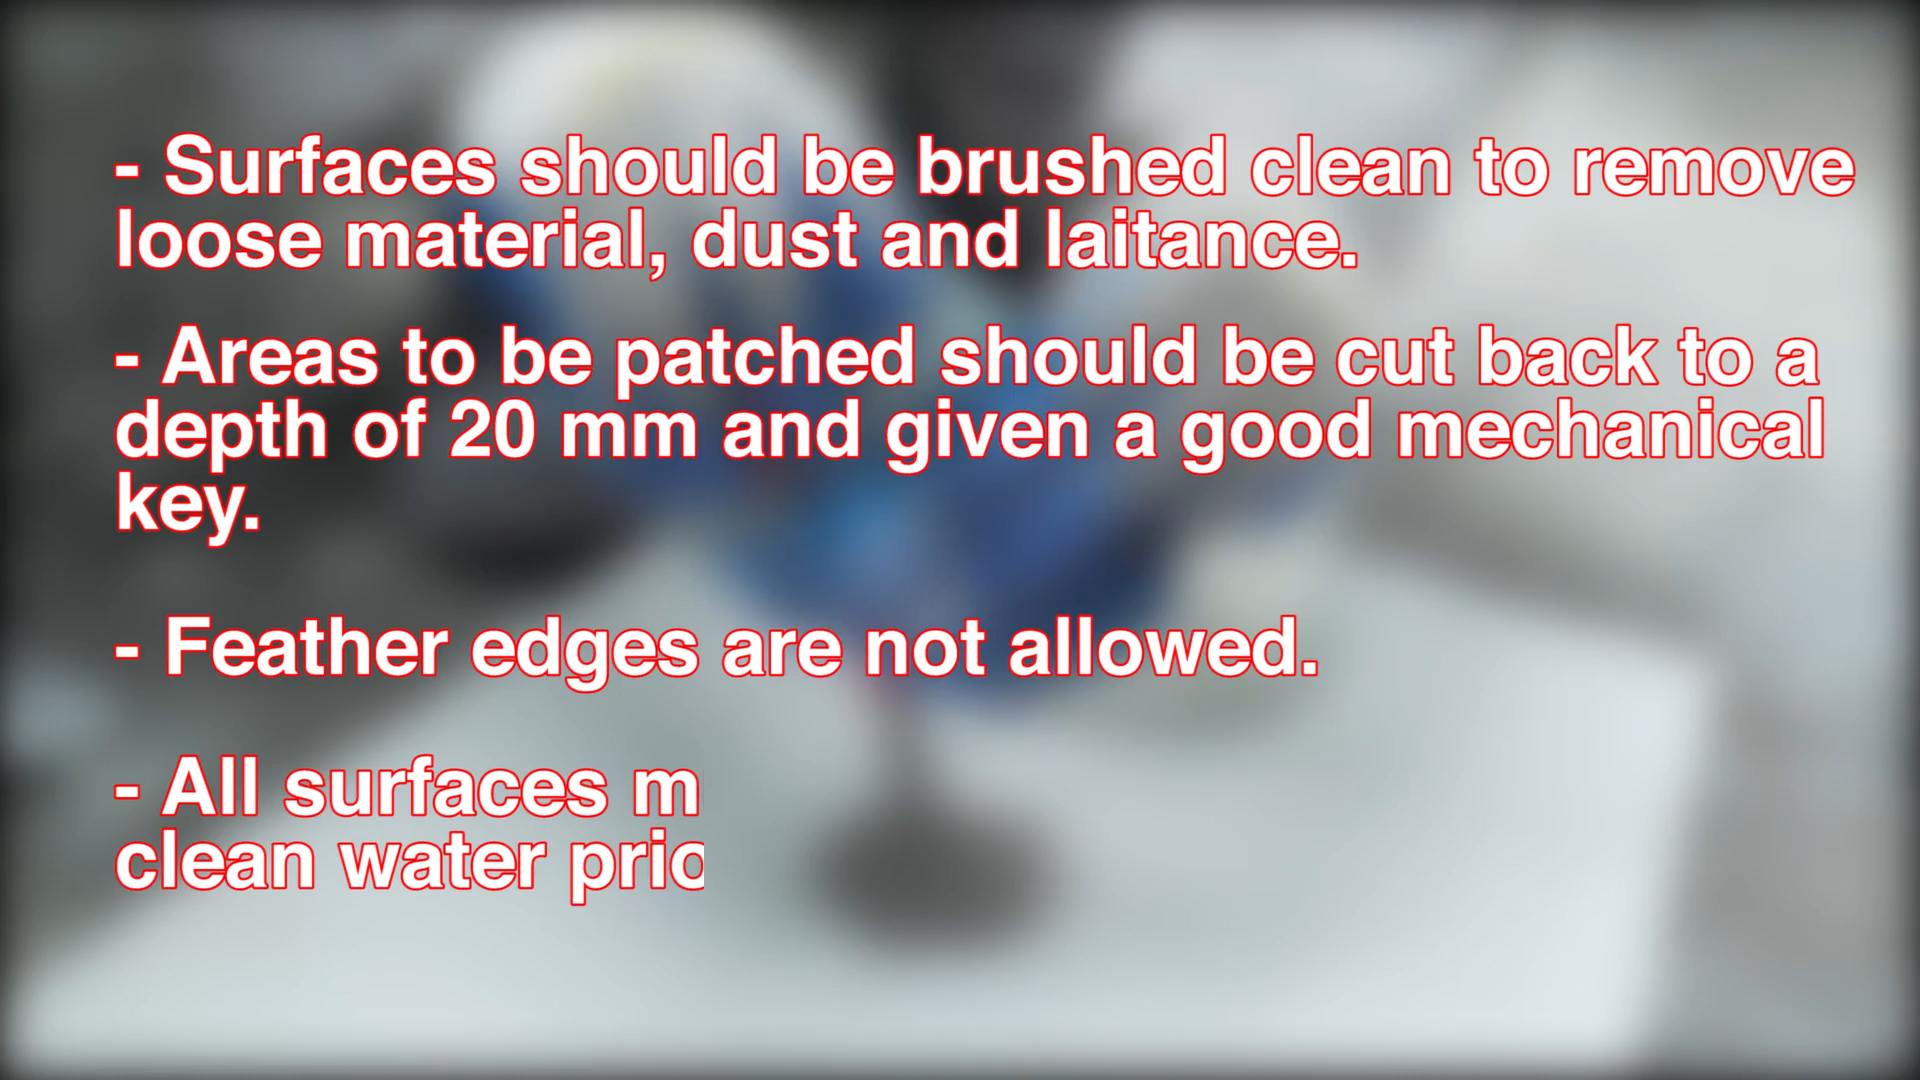 - Surfaces should be brushed clean to remove
loose material, dust and laitance.
- Areas to be patched should be cut back to a
depth of 20 mm and given a good mechanical
key.
- Feather edges are not allowed.
- All surfaces
clean water